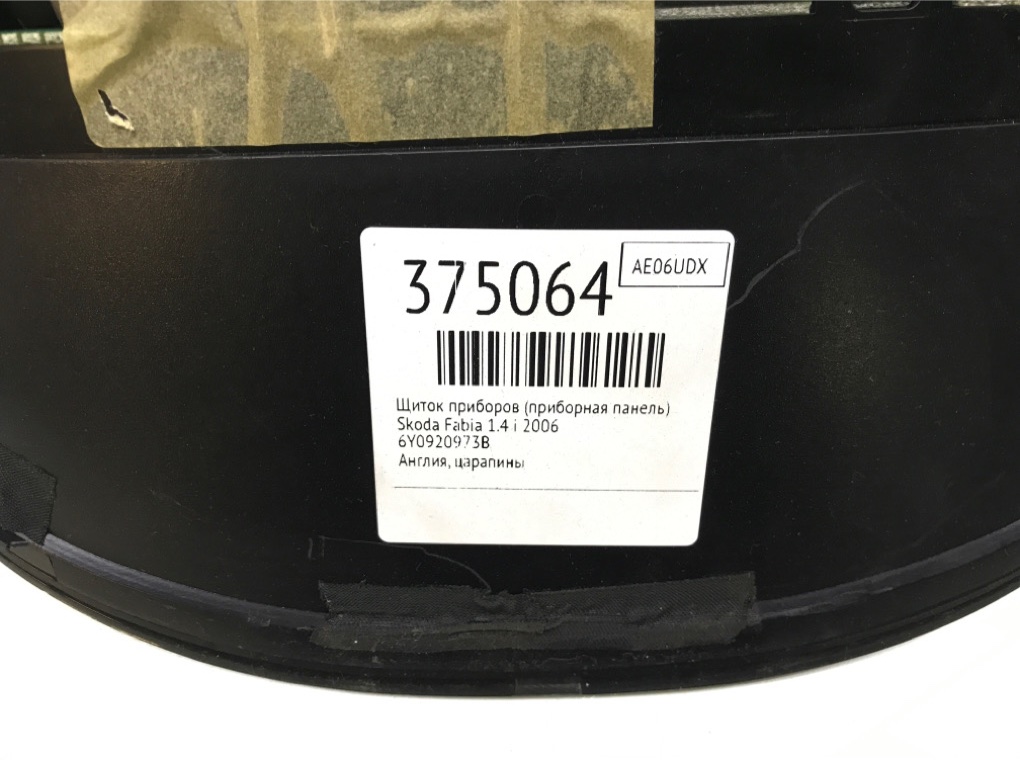 375064
AE06UDX
Щиток приборов (приборная панель)
Skoda Fabia 1.4 i 2006
6Y0920973B
Англия, царапины